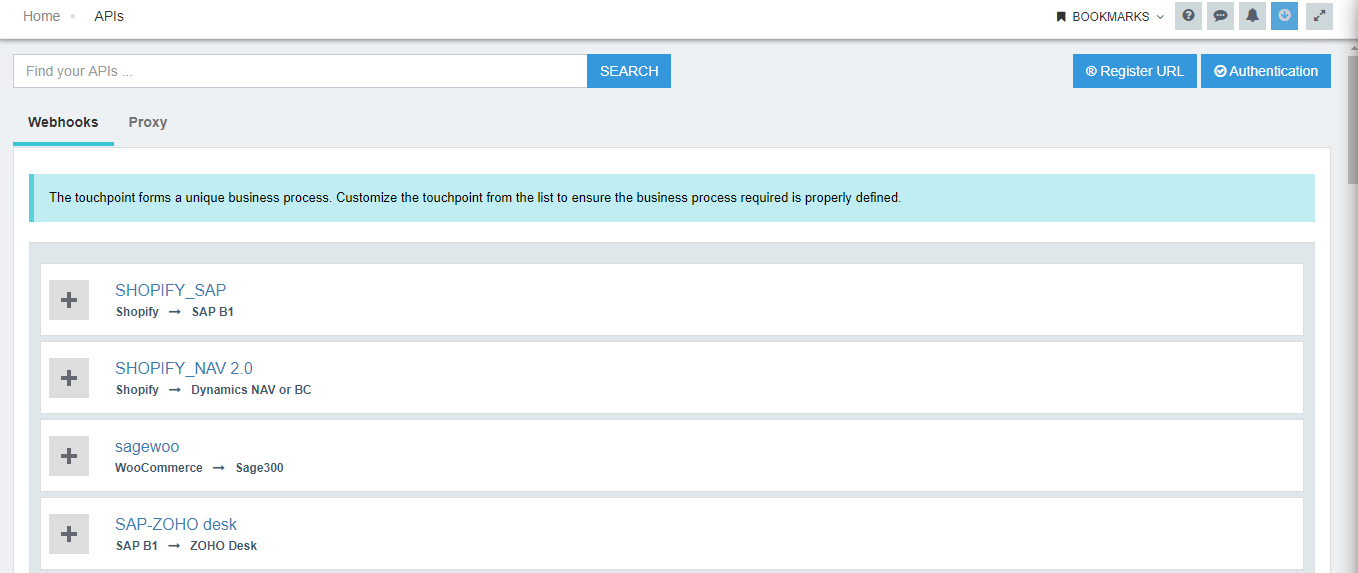 Home APIs BOOKMARKS
Find your APIs ... SEARCH ® Register URL Authentication
Webhooks Proxy
The touchpoint forms a unique business process. Customize the touchpoint from the list to ensure the business process required is properly defined.
SHOPIFY_SAP
Shopify → SAP B1
SHOPIFY_NAV 2.0
Shopify → Dynamics NAV or BC
sagewoo
WooCommerce → Sage300
SAP-ZOHO desk
SAP B1 → ZOHO Desk